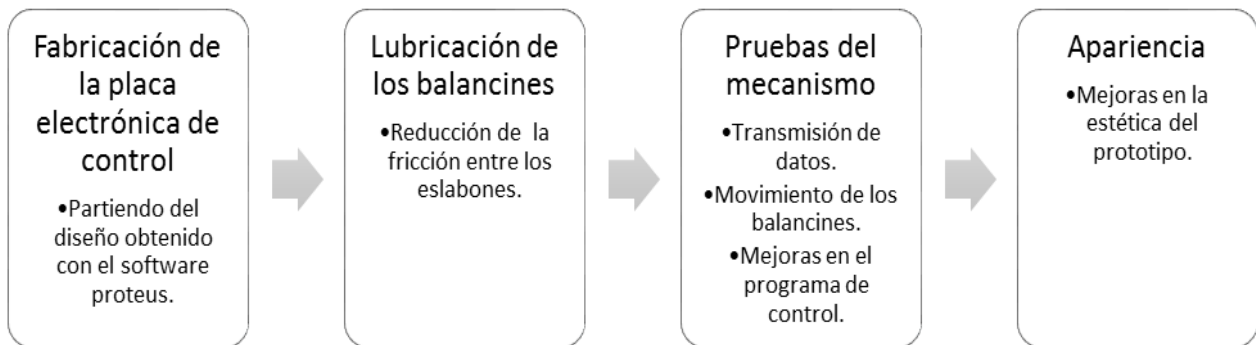 Fabricación de
la placa
electrónica de
control
•Partiendo del
diseño obtenido
con el software
proteus.
Lubricación de
los balancines
•Reducción de la
fricción entre los
eslabones.
Pruebas del
mecanismo
•Transmisión de
datos.
•Movimiento de los
balancines.
•Mejoras en el
programa de
control.
Apariencia
•Mejoras en la
estética del
prototipo.